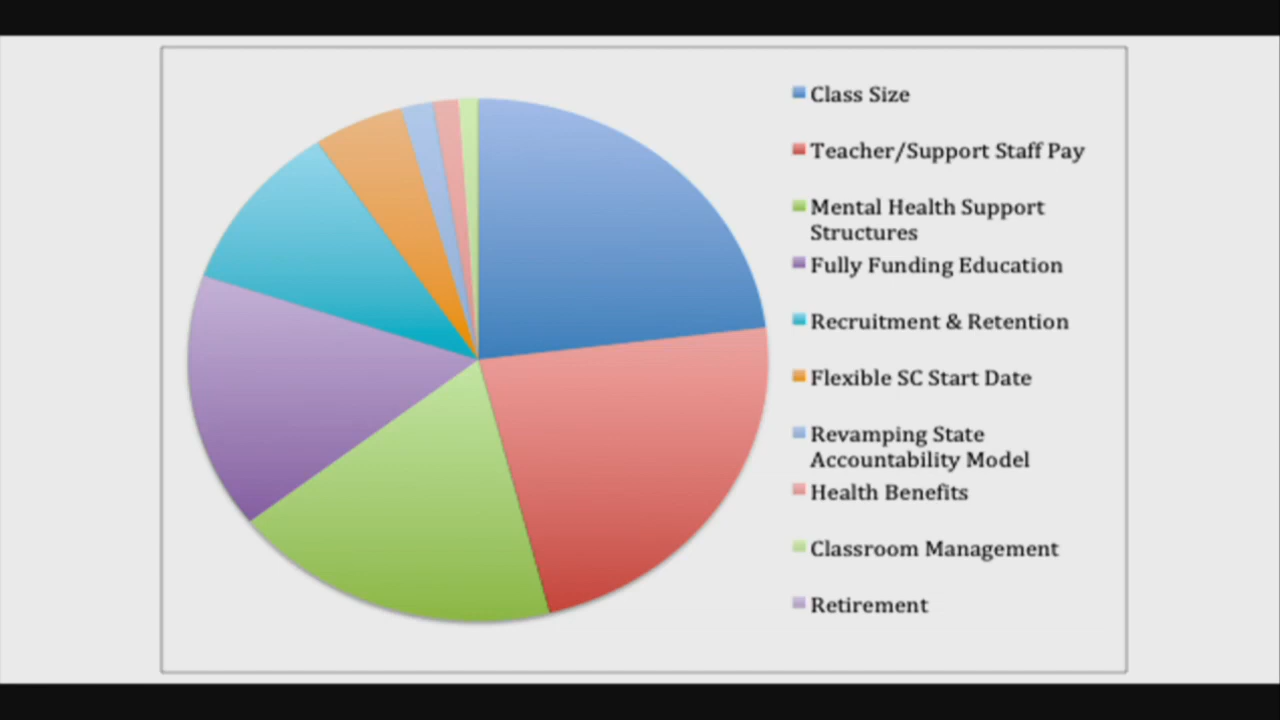 Class Size
Teacher/Support Staff Pay
Mental Health Support
Structures
Fully Funding Education
Recruitment & Retention
Flexible SC Start Date
Revamping State
Accountability Model
Health Benefits
Classroom Management
Retirement